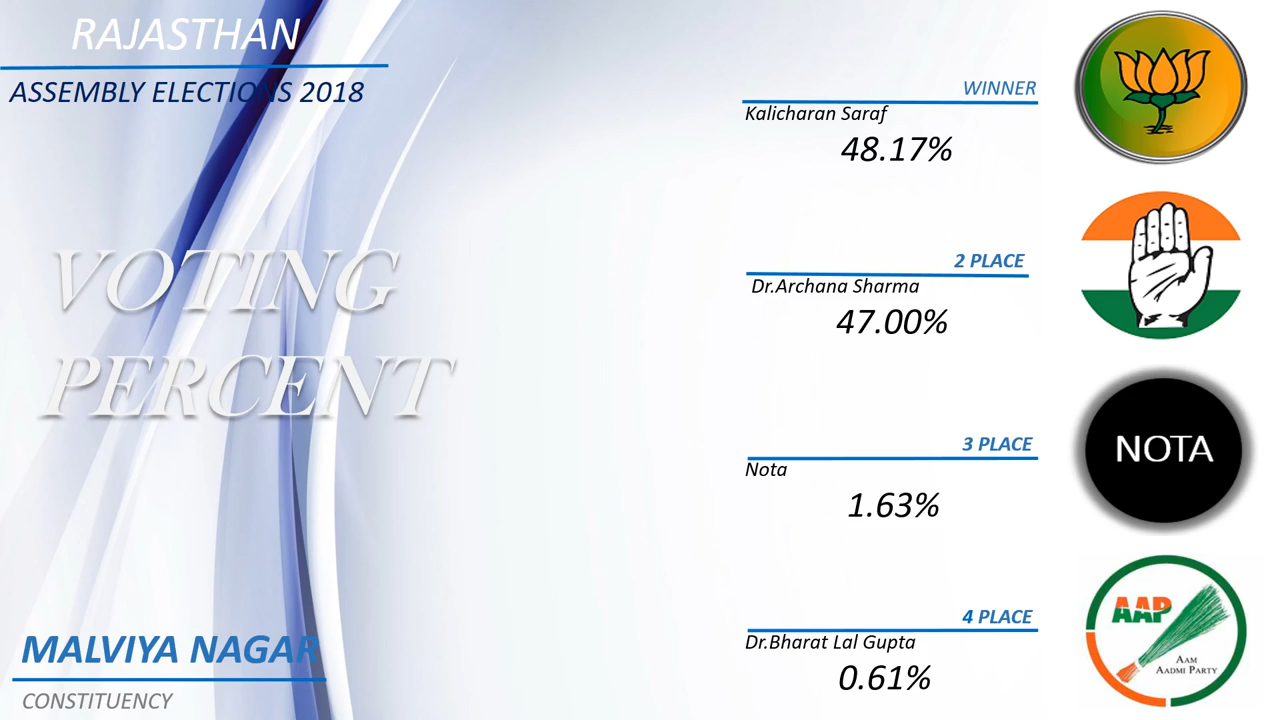 RAJASTHAN
ASSEMBLY ELECTIONS 2018
VOTING
PERCENT
MALVIYA NAGAR
CONSTITUENCY
WINNER
Kalicharan Saraf
48.17%
2 PLACE
Dr.Archana Sharma
47.00%
3 PLACE
Nota
1.63%
NOTA
4 PLACE
Dr.Bharat Lal Gupta
0.61%
AAP
AAM
AADMI PARTY